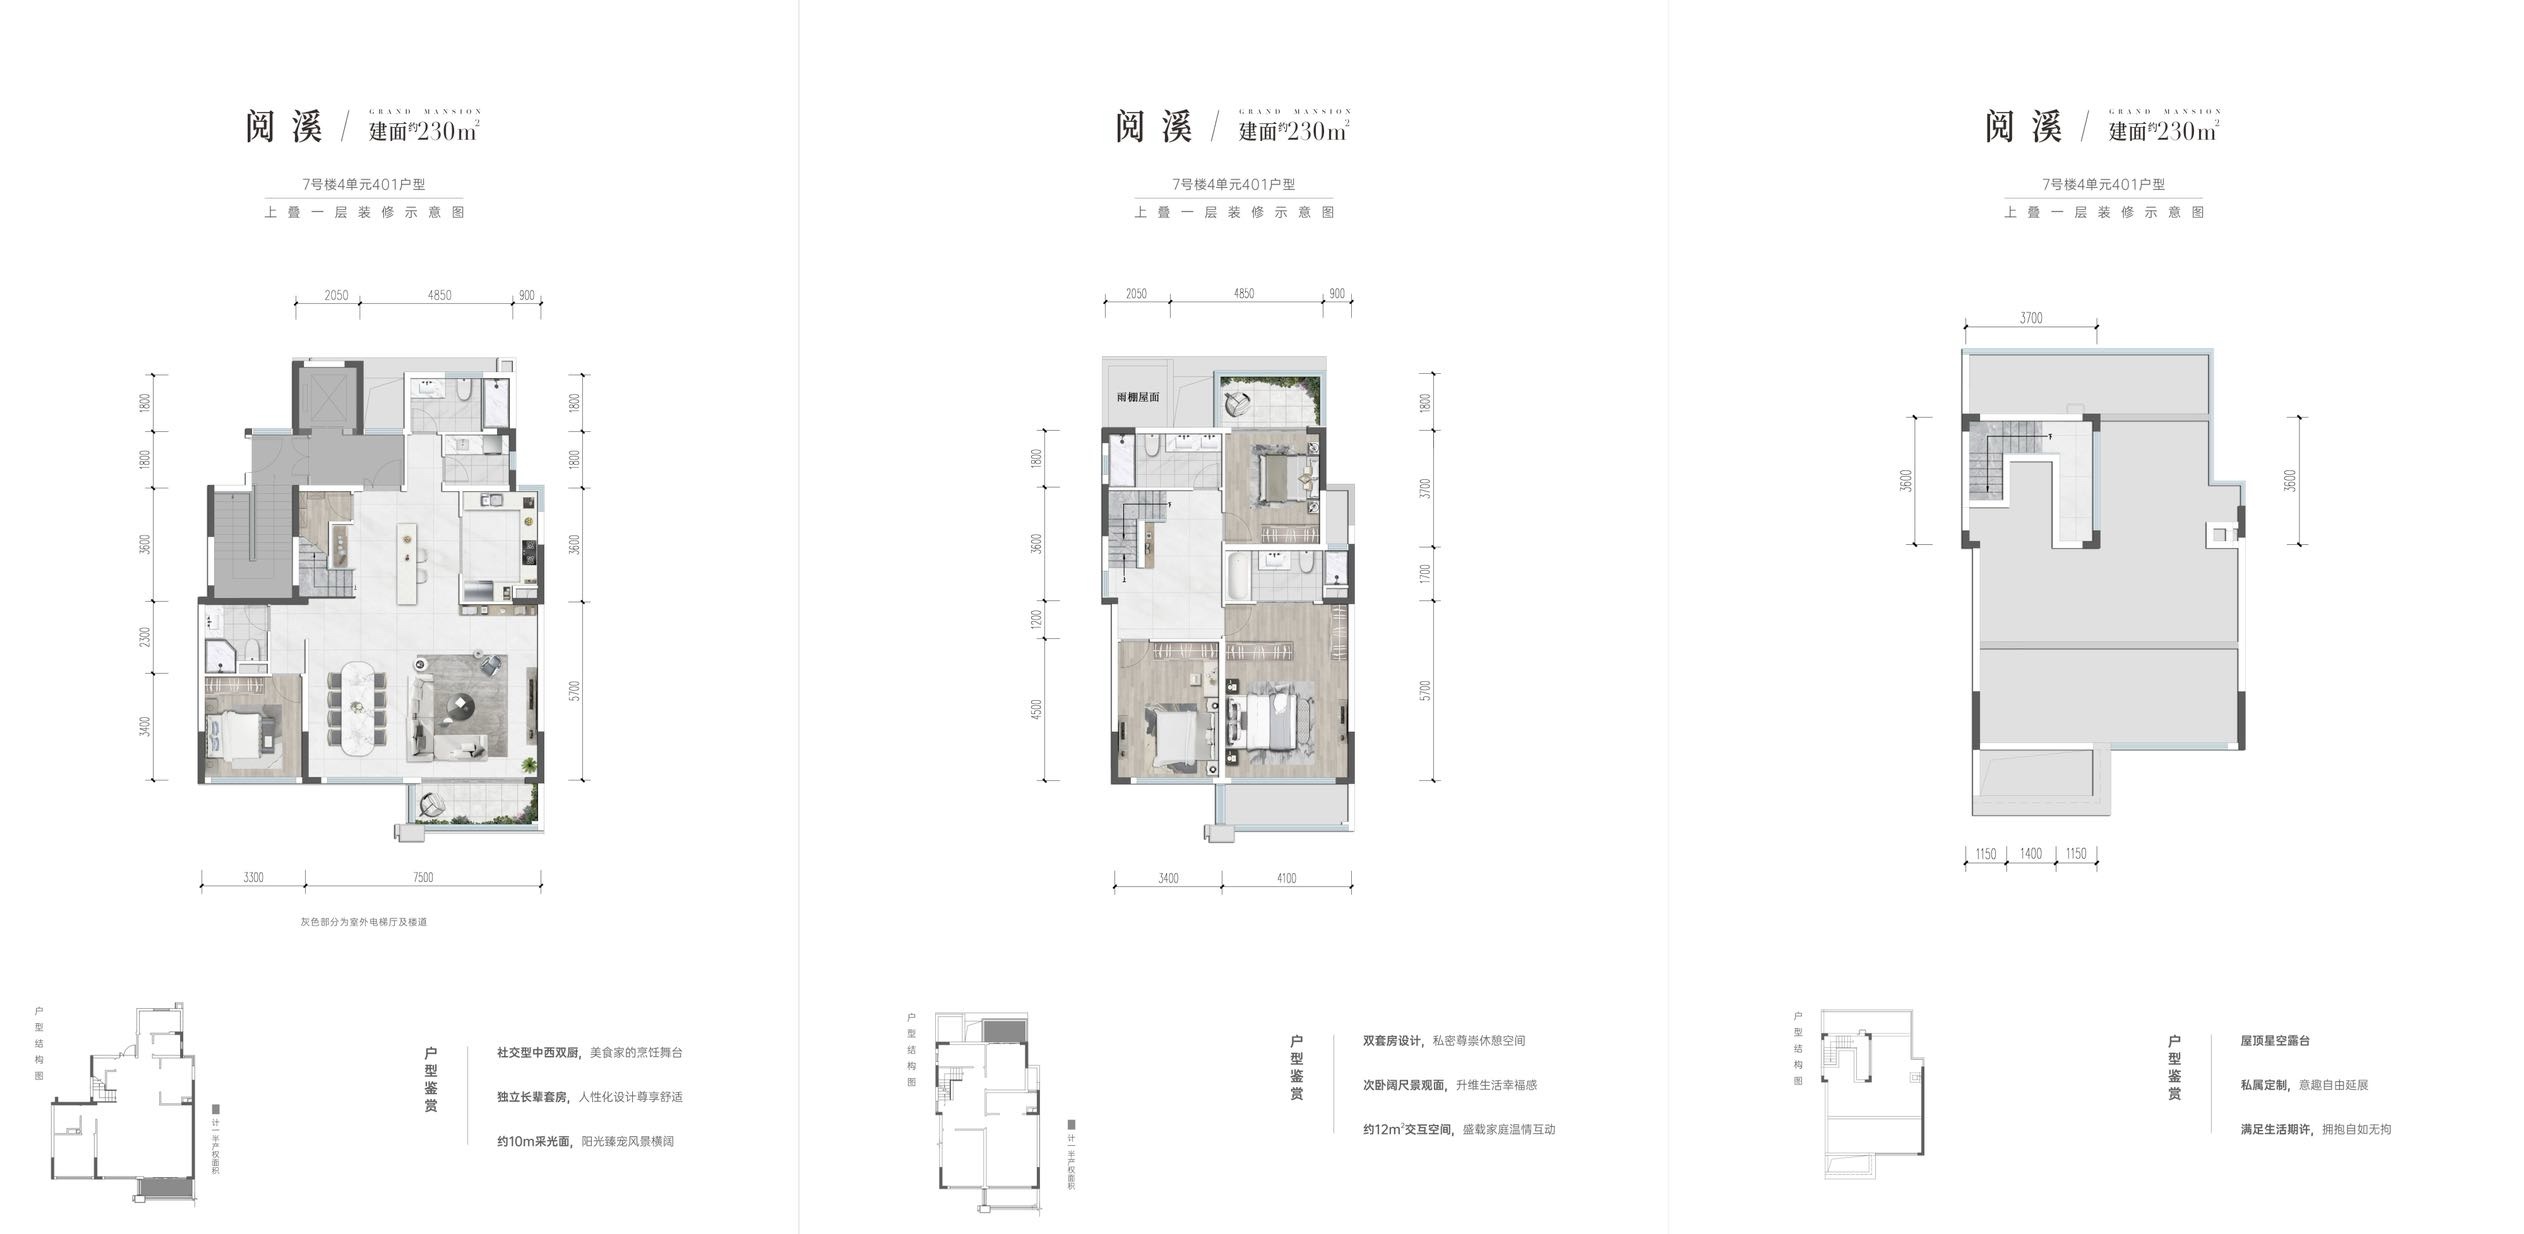 阅溪
GRAND MANSION
建面约230m²
7号楼4单元401户型
上叠一层装修示意图
2050 4850 900
1800
1800
3600
2300
3400
1800
1800
3600
5700
3300 7500
灰色部分为室外电梯厅及楼道
户型结构图
计一半产权面积
户型鉴赏
社交型中西双厨，美食家的烹饪舞台
独立长辈套房，人性化设计尊享舒适
约10m采光面，阳光臻宠风景横阔
阅溪
GRAND MANSION
建面约230m²
7号楼4单元401户型
上叠一层装修示意图
2050 4850 900
雨棚屋面
1800
3600
1200
4500
1800
3700
1700
5700
3400 4100
户型结构图
计一半产权面积
户型鉴赏
双套房设计，私密尊崇休憩空间
次卧阔尺景观面，升维生活幸福感
约12m²交互空间，盛载家庭温情互动
阅溪
GRAND MANSION
建面约230m²
7号楼4单元401户型
上叠一层装修示意图
3700
3600
3600
1150 1400 1150
户型结构图
户型鉴赏
屋顶星空露台
私属定制，意趣自由延展
满足生活期许，拥抱自如无拘